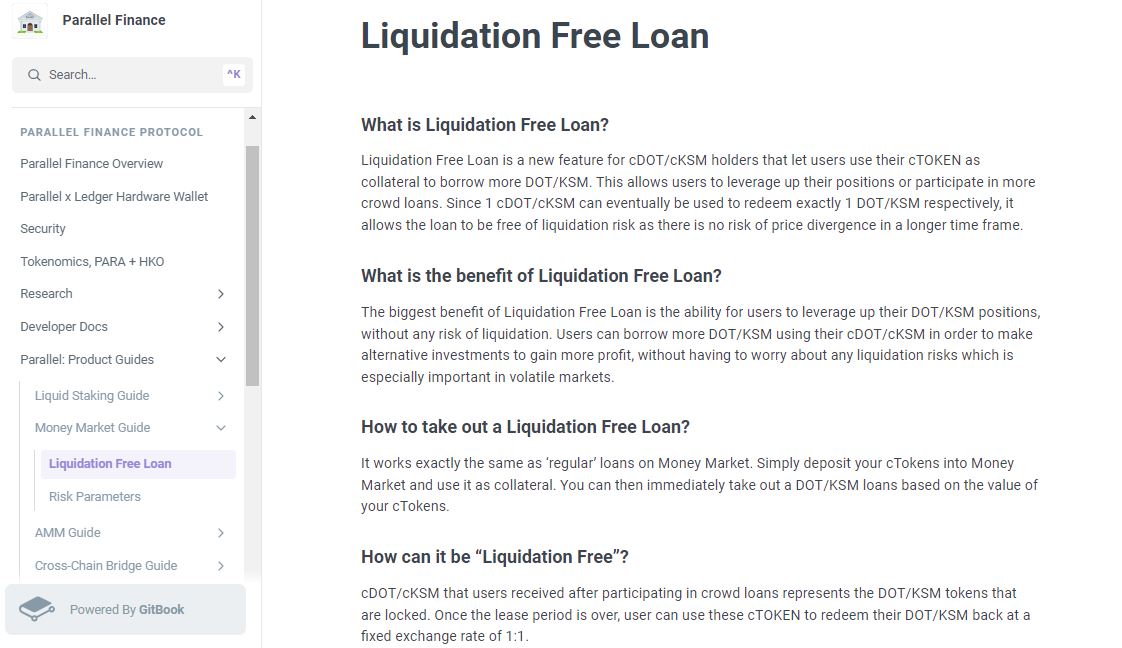 Parallel Finance
Search...
^K
PARALLEL FINANCE PROTOCOL
Parallel Finance Overview
Parallel x Ledger Hardware Wallet
Security
Tokenomics, PARA + HKO
Research
Developer Docs
Parallel: Product Guides
Liquid Staking Guide
Money Market Guide
Liquidation Free Loan
Risk Parameters
AMM Guide
Cross-Chain Bridge Guide
Powered By GitBook
Liquidation Free Loan
What is Liquidation Free Loan?
Liquidation Free Loan is a new feature for cDOT/cKSM holders that let users use their cTOKEN as
collateral to borrow more DOT/KSM. This allows users to leverage up their positions or participate in more
crowd loans. Since 1 cDOT/cKSM can eventually be used to redeem exactly 1 DOT/KSM respectively, it
allows the loan to be free of liquidation risk as there is no risk of price divergence in a longer time frame.
What is the benefit of Liquidation Free Loan?
The biggest benefit of Liquidation Free Loan is the ability for users to leverage up their DOT/KSM positions,
without any risk of liquidation. Users can borrow more DOT/KSM using their cDOT/cKSM in order to make
alternative investments to gain more profit, without having to worry about any liquidation risks which is
especially important in volatile markets.
How to take out a Liquidation Free Loan?
It works exactly the same as ‘regular’ loans on Money Market. Simply deposit your cTokens into Money
Market and use it as collateral. You can then immediately take out a DOT/KSM loans based on the value of
your cTokens.
How can it be “Liquidation Free”?
cDOT/cKSM that users received after participating in crowd loans represents the DOT/KSM tokens that
are locked. Once the lease period is over, user can use these cTOKEN to redeem their DOT/KSM back at a
fixed exchange rate of 1:1.